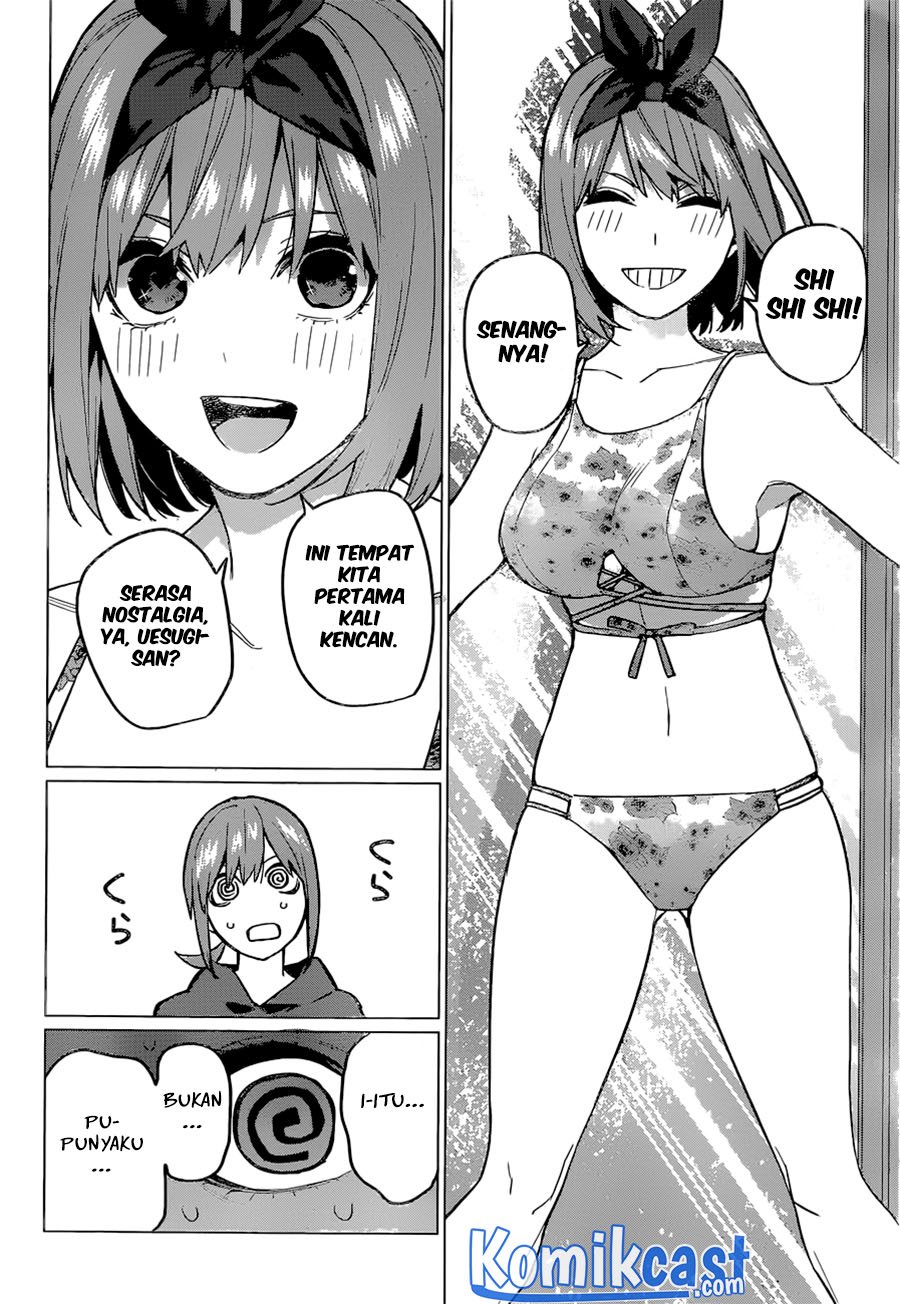 SHI
SHI SHI!
SENANG-
NYA!
INI TEMPAT
KITA
PERTAMA
KALI
KENCAN.
SERASA
NOSTALGIA,
YA, UESUGI-
SAN?
くら
くら
I-ITU...
BUKAN
...
PU-
PUNYAKU
...
Komikcast
.com